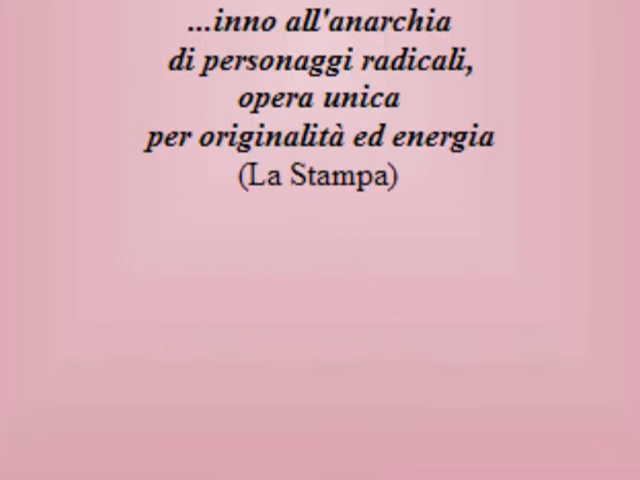 ...inno all'anarchia
di personaggi radicali,
opera unica
per originalità ed energia
(La Stampa)